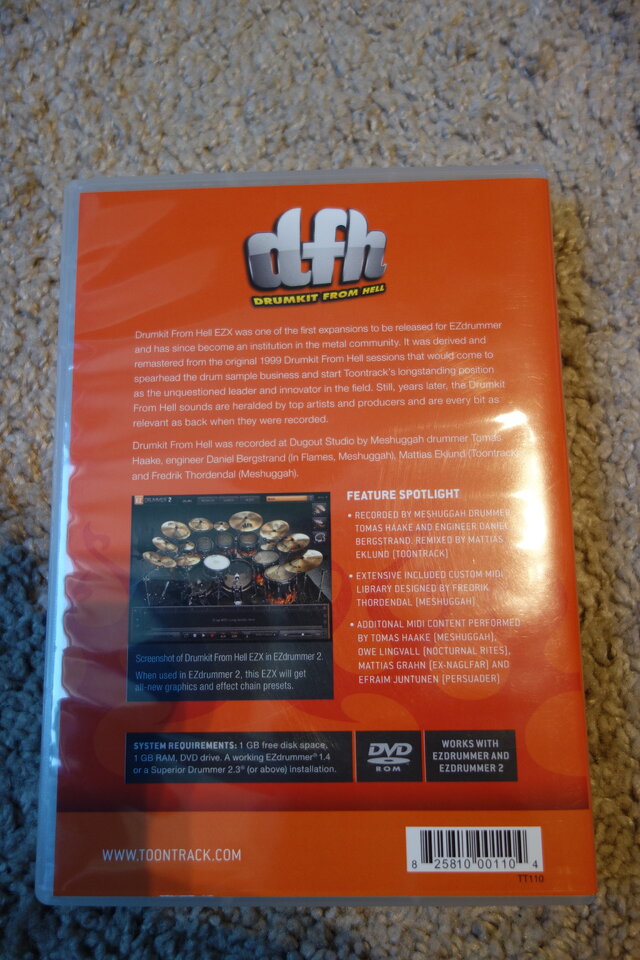 dfh
DRUMKIT FROM HELL
Drumkit From Hell EZX was one of the first expansions to be released for EZdrummer
and has since become an institution in the metal community. It was derived and
remastered from the original 1999 Drumkit From Hell sessions that would come to
spearhead the drum sample business and start Toontrack's longstanding position
as the unquestioned leader and innovator in the field. Still, years later, the Drumkit
From Hell sounds are heralded by top artists and producers and are every bit as
relevant as back when they were recorded.
Drumkit From Hell was recorded at Dugout Studio by Meshuggah drummer Tomas
Haake, engineer Daniel Bergstrand (In Flames, Meshuggah), Mattias Eklund (Toontrack)
and Fredrik Thordendal (Meshuggah).
EZDRUMMER 2
Screenshot of Drumkit From Hell EZX in EZdrummer 2.
When used in EZdrummer 2, this EZX will get
all-new graphics and effect chain presets.
FEATURE SPOTLIGHT
• RECORDED BY MESHUGGAH DRUMMER
TOMAS HAAKE AND ENGINEER DANIEL
BERGSTRAND. REMIXED BY MATTIAS
EKLUND [TOONTRACK]
• EXTENSIVE INCLUDED CUSTOM MIDI
LIBRARY DESIGNED BY FREDRIK
THORDENDAL [MESHUGGAH]
• ADDITONAL MIDI CONTENT PERFORMED
BY TOMAS HAAKE [MESHUGGAH],
OWE LINGVALL [NOCTURNAL RITES],
MATTIAS GRAHN [EX-NAGLFAR] AND
EFRAIM JUNTUNEN [PERSUADER]
SYSTEM REQUIREMENTS: 1 GB free disk space,
1 GB RAM, DVD drive. A working EZdrummer® 1.4
or a Superior Drummer 2.3® (or above) installation.
DVD
ROM
WORKS WITH
EZDRUMMER AND
EZDRUMMER 2
WWW.TOONTRACK.COM
8 25810 00110 4
TT110